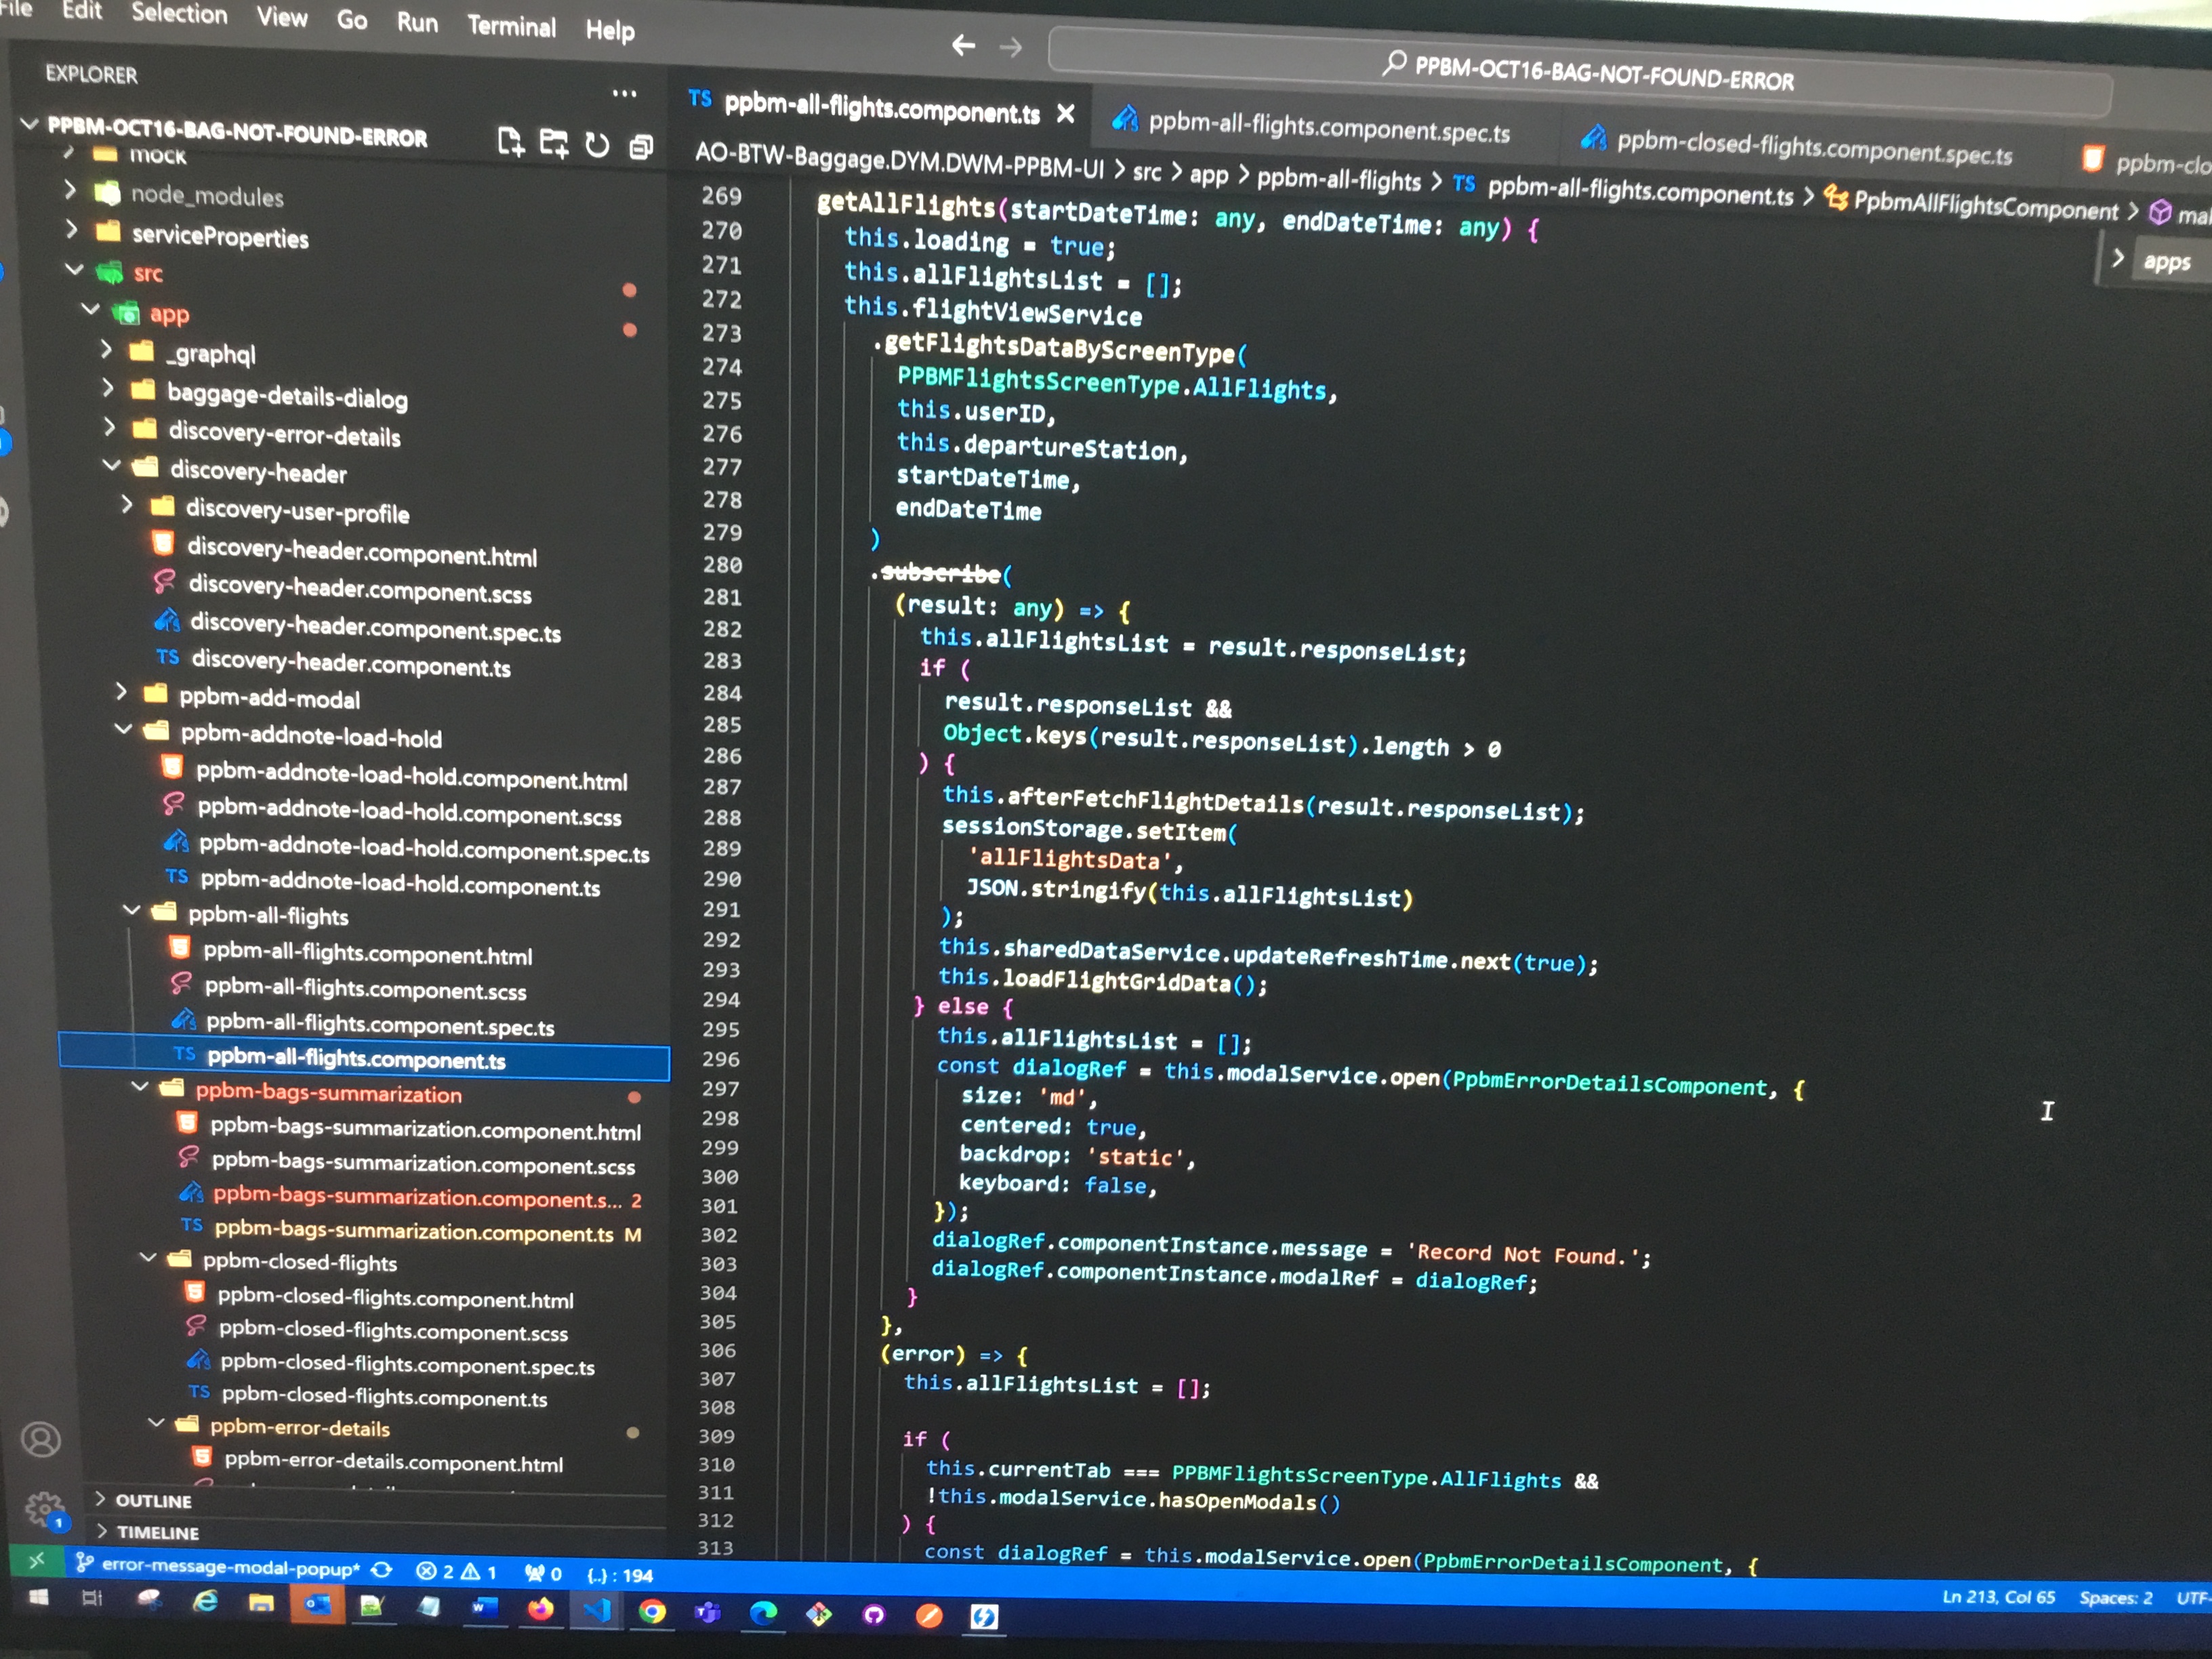 File Edit Selection View Go Run Terminal Help
PPBM-OCT16-BAG-NOT-FOUND-ERROR
EXPLORER
PPBM-OCT16-BAG-NOT-FOUND-ERROR
mock
node_modules
serviceProperties
src
app
_graphql
baggage-details-dialog
discovery-error-details
discovery-header
discovery-user-profile
discovery-header.component.html
discovery-header.component.scss
discovery-header.component.spec.ts
TS discovery-header.component.ts
ppbm-add-modal
ppbm-addnote-load-hold
ppbm-addnote-load-hold.component.html
ppbm-addnote-load-hold.component.scss
ppbm-addnote-load-hold.component.spec.ts
TS ppbm-addnote-load-hold.component.ts
ppbm-all-flights
ppbm-all-flights.component.html
ppbm-all-flights.component.scss
ppbm-all-flights.component.spec.ts
TS ppbm-all-flights.component.ts
ppbm-bags-summarization
ppbm-bags-summarization.component.html
ppbm-bags-summarization.component.scss
ppbm-bags-summarization.component.s... 2
TS ppbm-bags-summarization.component.ts M
ppbm-closed-flights
ppbm-closed-flights.component.html
ppbm-closed-flights.component.scss
ppbm-closed-flights.component.spec.ts
TS ppbm-closed-flights.component.ts
ppbm-error-details
ppbm-error-details.component.html
OUTLINE
TIMELINE
TS ppbm-all-flights.component.ts ppbm-all-flights.component.spec.ts ppbm-closed-flights.component.spec.ts ppbm-clo
AO-BTW-Baggage.DYM.DWM-PPBM-UI > src > app > ppbm-all-flights > TS ppbm-all-flights.component.ts > PpbmAllFlightsComponent > mal
apps
269 getAllFlights(startDateTime: any, endDateTime: any) {
270 this.loading = true;
271 this.allFlightsList = [];
272 this.flightViewService
273 .getFlightsDataByScreenType(
274 PPBMFlightsScreenType.AllFlights,
275 this.userID,
276 this.departureStation,
277 startDateTime,
278 endDateTime
279 )
280 .subscribe(
281 (result: any) => {
282 this.allFlightsList = result.responseList;
283 if (
284 result.responseList &&
285 Object.keys(result.responseList).length > 0
286 ) {
287 this.afterFetchFlightDetails(result.responseList);
288 sessionStorage.setItem(
289 'allFlightsData',
290 JSON.stringify(this.allFlightsList)
291 );
292 this.sharedDataService.updateRefreshTime.next(true);
293 this.loadFlightGridData();
294 } else {
295 this.allFlightsList = [];
296 const dialogRef = this.modalService.open(PpbmErrorDetailsComponent, {
297 size: 'md',
298 centered: true,
299 backdrop: 'static',
300 keyboard: false,
301 });
302 dialogRef.componentInstance.message = 'Record Not Found.';
303 dialogRef.componentInstance.modalRef = dialogRef;
304 }
305 },
306 (error) => {
307 this.allFlightsList = [];
308
309 if (
310 this.currentTab === PPBMFlightsScreenType.AllFlights &&
311 !this.modalService.hasOpenModals()
312 ) {
313 const dialogRef = this.modalService.open(PpbmErrorDetailsComponent, {
1
error-message-modal-popup* 2 1 0 {..} : 194
Ln 213, Col 65 Spaces: 2 UTF-